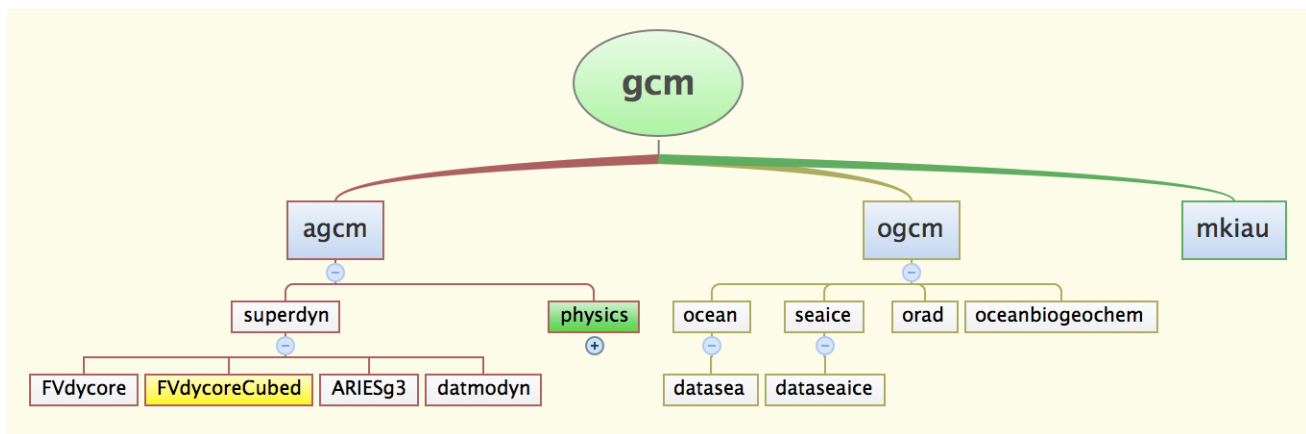 gcm
agcm
ogcm
mkiau
superdyn
physics
ocean
seaice
orad
oceanbiogeochem
FVdycore
FVdycoreCubed
ARIESg3
datmodyn
datasea
dataseaice